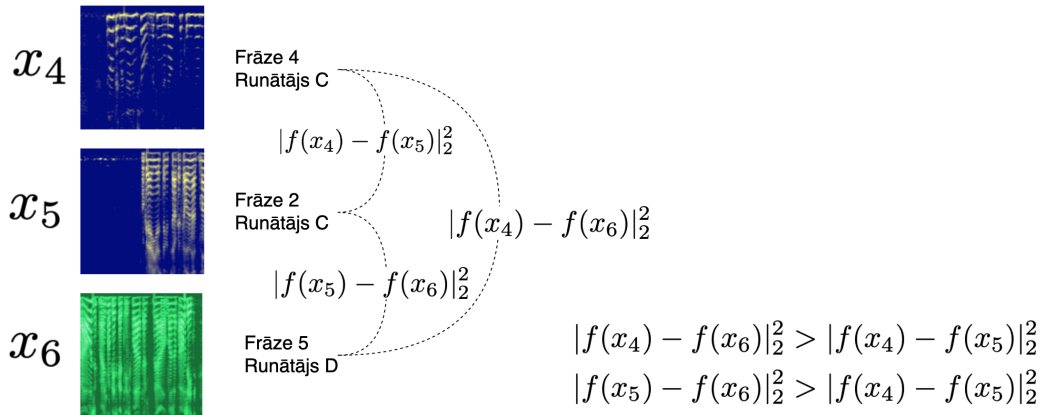 x₄
Frāze 4
Runātājs C
|f(x₄) − f(x₅)|₂²
x₅
Frāze 2
Runātājs C
|f(x₄) − f(x₆)|₂²
|f(x₅) − f(x₆)|₂²
x₆
Frāze 5
Runātājs D
|f(x₄) − f(x₆)|₂² > |f(x₄) − f(x₅)|₂²
|f(x₅) − f(x₆)|₂² > |f(x₄) − f(x₅)|₂²